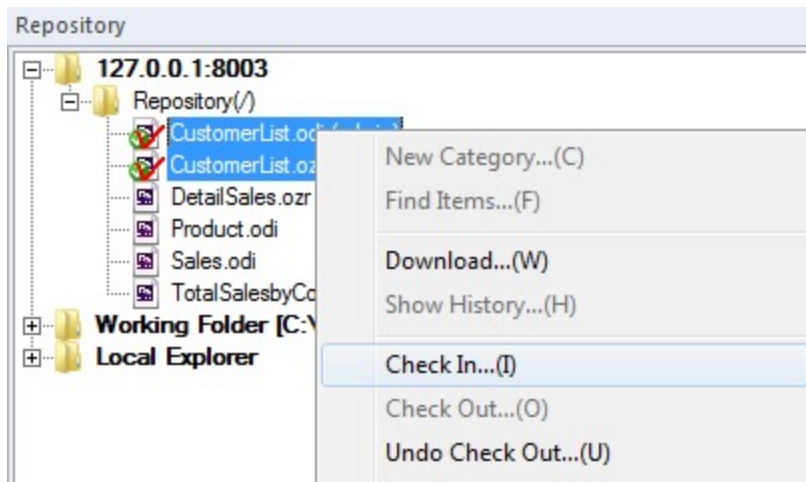 Repository
127.0.0.1:8003
Repository(/)
CustomerList.odi
CustomerList.oz
DetailSales.ozr
Product.odi
Sales.odi
TotalSalesbyCo
Working Folder [C:\
Local Explorer
New Category...(C)
Find Items...(F)
Download...(W)
Show History...(H)
Check In...(I)
Check Out...(O)
Undo Check Out...(U)